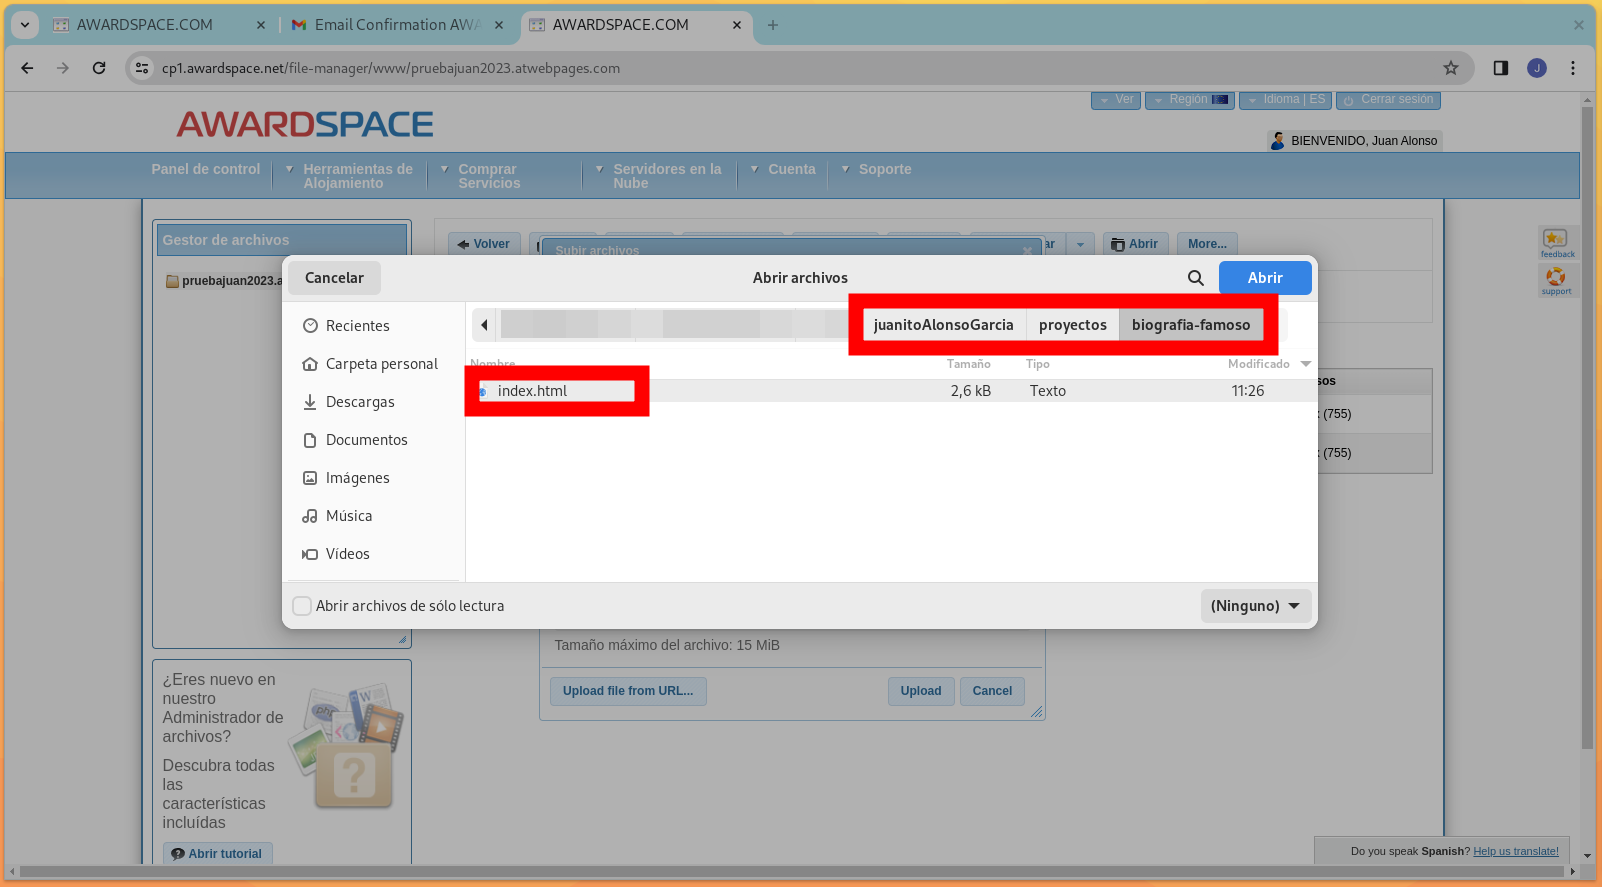 AWARDSPACE.COM
Email Confirmation AWA
AWARDSPACE.COM
cp1.awardspace.net/file-manager/www/pruebajuan2023.atwebpages.com
Ver
Región
Idioma | ES
Cerrar sesión
AWARDSPACE
BIENVENIDO, Juan Alonso
Panel de control
Herramientas de
Alojamiento
Comprar
Servicios
Servidores en la
Nube
Cuenta
Soporte
Gestor de archivos
pruebajuan2023.a
Volver
ar
Abrir
More...
Subir archivos
feedback
support
Cancelar
Abrir archivos
Abrir
Recientes
Carpeta personal
Descargas
Documentos
Imágenes
Música
Vídeos
juanitoAlonsoGarcia
proyectos
biografia-famoso
Nombre
Tamaño
Tipo
Modificado
index.html
2,6 kB
Texto
11:26
sos
(755)
(755)
Abrir archivos de sólo lectura
(Ninguno)
Tamaño máximo del archivo: 15 MiB
Upload file from URL...
Upload
Cancel
¿Eres nuevo en
nuestro
Administrador de
archivos?
Descubra todas
las
características
incluídas
Abrir tutorial
Do you speak Spanish? Help us translate!